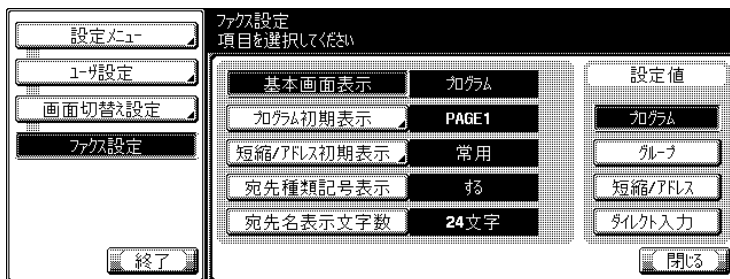 設定メニュー
ユーザ設定
画面切替え設定
ファクス設定
終了
ファクス設定
項目を選択してください
基本画面表示 プログラム
プログラム初期表示 PAGE1
短縮/アドレス初期表示 常用
宛先種類記号表示 する
宛先名表示文字数 24文字
設定値
プログラム
グループ
短縮/アドレス
ダイレクト入力
閉じる